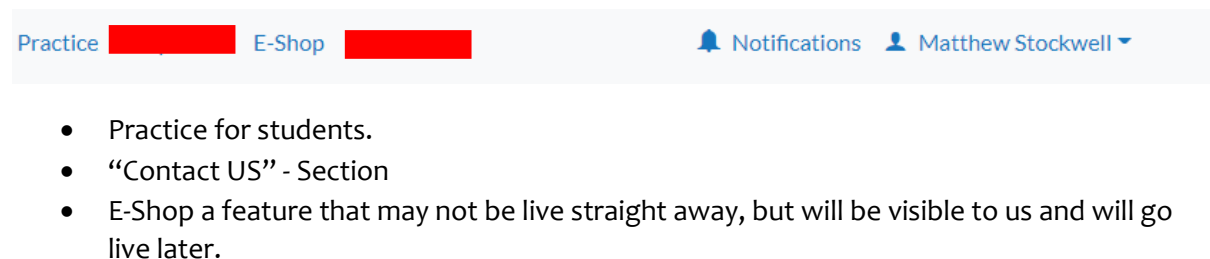 Practice E-Shop Notifications Matthew Stockwell
Practice for students.
“Contact US” - Section
E-Shop a feature that may not be live straight away, but will be visible to us and will go
live later.